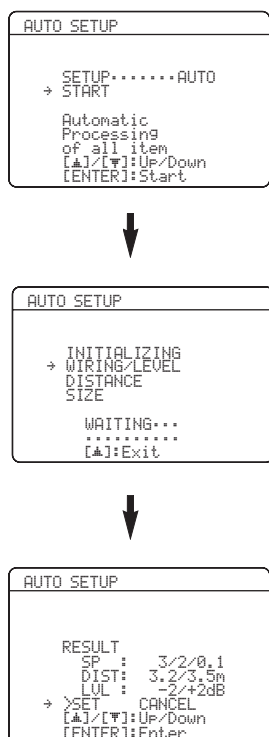 AUTO SETUP
SETUP·······AUTO
→ START
Automatic
Processing
of all item
[▲]/[▼]:Up/Down
[ENTER]:Start
AUTO SETUP
INITIALIZING
→ WIRING/LEVEL
DISTANCE
SIZE
WAITING···
··········
[▲]:Exit
AUTO SETUP
RESULT
SP : 3/2/0.1
DIST: 3.2/3.5m
LVL : -2/+2dB
→ >SET CANCEL
[▲]/[▼]:Up/Down
[ENTER]:Enter